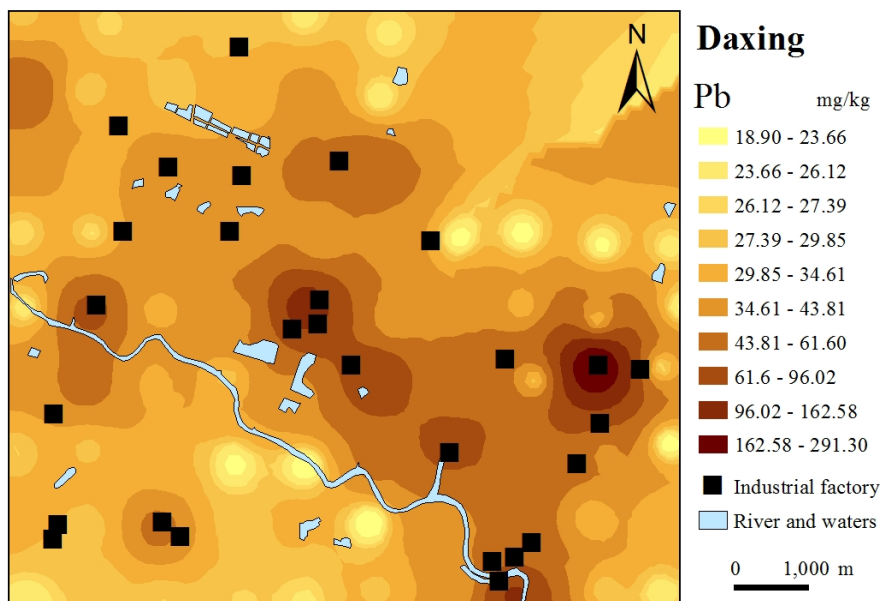 N
Daxing
Pb mg/kg
18.90 - 23.66
23.66 - 26.12
26.12 - 27.39
27.39 - 29.85
29.85 - 34.61
34.61 - 43.81
43.81 - 61.60
61.6 - 96.02
96.02 - 162.58
162.58 - 291.30
Industrial factory
River and waters
0 1,000 m